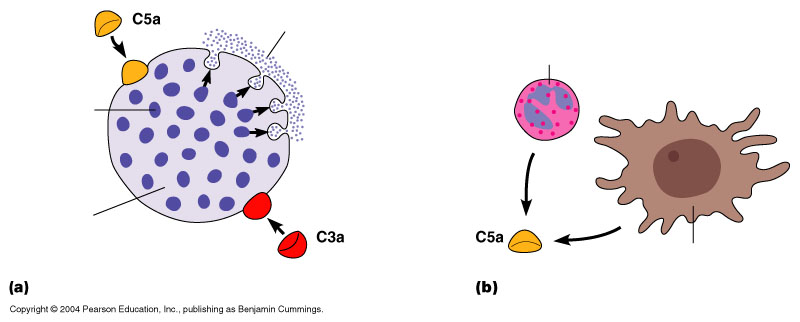 C5a
C3a
(a)
C5a
(b)
Copyright © 2004 Pearson Education, Inc., publishing as Benjamin Cummings.